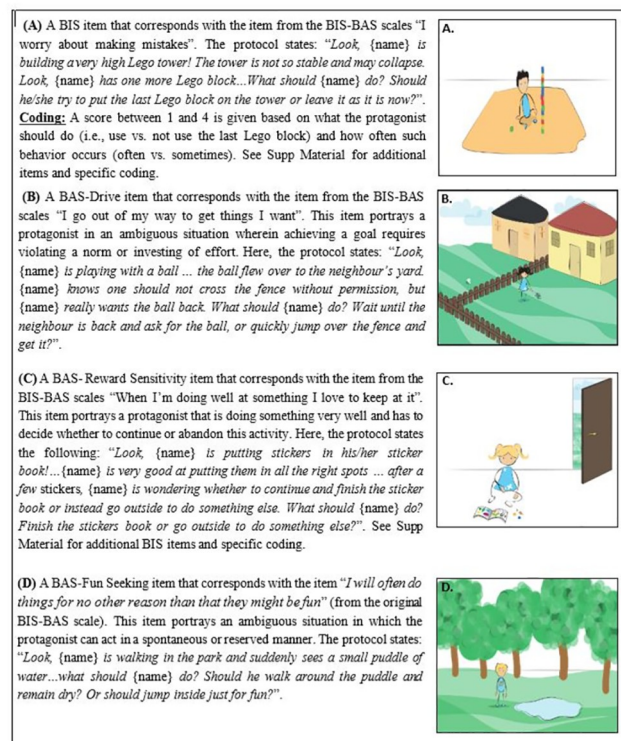 (A) A BIS item that corresponds with the item from the BIS-BAS scales “I
worry about making mistakes”. The protocol states: “Look, {name} is
building a very high Lego tower! The tower is not so stable and may collapse.
Look, {name} has one more Lego block...What should {name} do? Should
he/she try to put the last Lego block on the tower or leave it as it is now?”.
Coding: A score between 1 and 4 is given based on what the protagonist
should do (i.e., use vs. not use the last Lego block) and how often such
behavior occurs (often vs. sometimes). See Supp Material for additional
items and specific coding.
A.
(B) A BAS-Drive item that corresponds with the item from the BIS-BAS
scales “I go out of my way to get things I want”. This item portrays a
protagonist in an ambiguous situation wherein achieving a goal requires
violating a norm or investing of effort. Here, the protocol states: “Look,
{name} is playing with a ball ... the ball flew over to the neighbour's yard.
{name} knows one should not cross the fence without permission, but
{name} really wants the ball back. What should {name} do? Wait until the
neighbour is back and ask for the ball, or quickly jump over the fence and
get it?”.
B.
(C) A BAS- Reward Sensitivity item that corresponds with the item from the
BIS-BAS scales “When I'm doing well at something I love to keep at it”.
This item portrays a protagonist that is doing something very well and has to
decide whether to continue or abandon this activity. Here, the protocol states
the following: “Look, {name} is putting stickers in his/her sticker
book!...{name} is very good at putting them in all the right spots ... after a
few stickers, {name} is wondering whether to continue and finish the sticker
book or instead go outside to do something else. What should {name} do?
Finish the stickers book or go outside to do something else?”. See Supp
Material for additional BIS items and specific coding.
C.
(D) A BAS-Fun Seeking item that corresponds with the item “I will often do
things for no other reason than that they might be fun” (from the original
BIS-BAS scale). This item portrays an ambiguous situation in which the
protagonist can act in a spontaneous or reserved manner. The protocol states:
“Look, {name} is walking in the park and suddenly sees a small puddle of
water...what should {name} do? Should he walk around the puddle and
remain dry? Or should jump inside just for fun?”.
D.